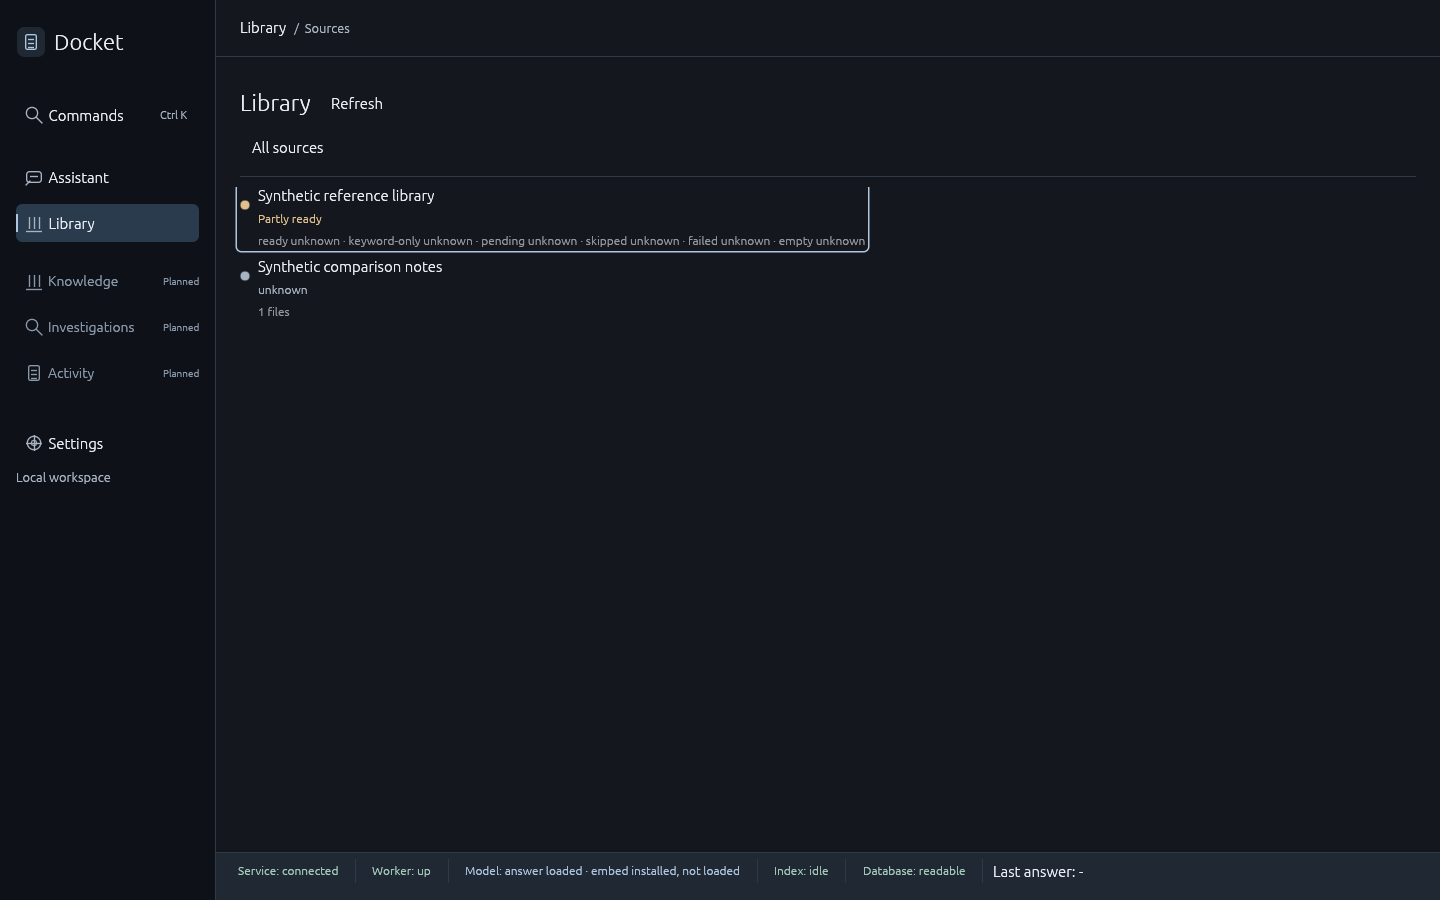 Docket
Commands Ctrl K
Assistant
Library
Knowledge Planned
Investigations Planned
Activity Planned
Settings
Local workspace
Library / Sources
Library Refresh
All sources
Synthetic reference library
Partly ready
ready unknown · keyword-only unknown · pending unknown · skipped unknown · failed unknown · empty unknown
Synthetic comparison notes
unknown
1 files
Service: connected Worker: up Model: answer loaded · embed installed, not loaded Index: idle Database: readable Last answer: -